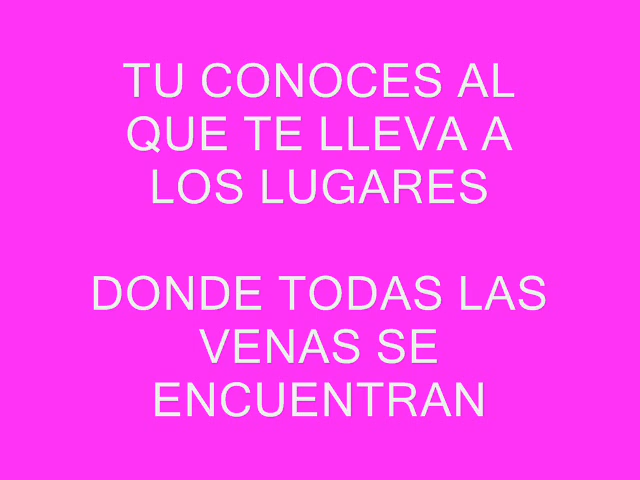 TU CONOCES AL
QUE TE LLEVA A
LOS LUGARES
DONDE TODAS LAS
VENAS SE
ENCUENTRAN